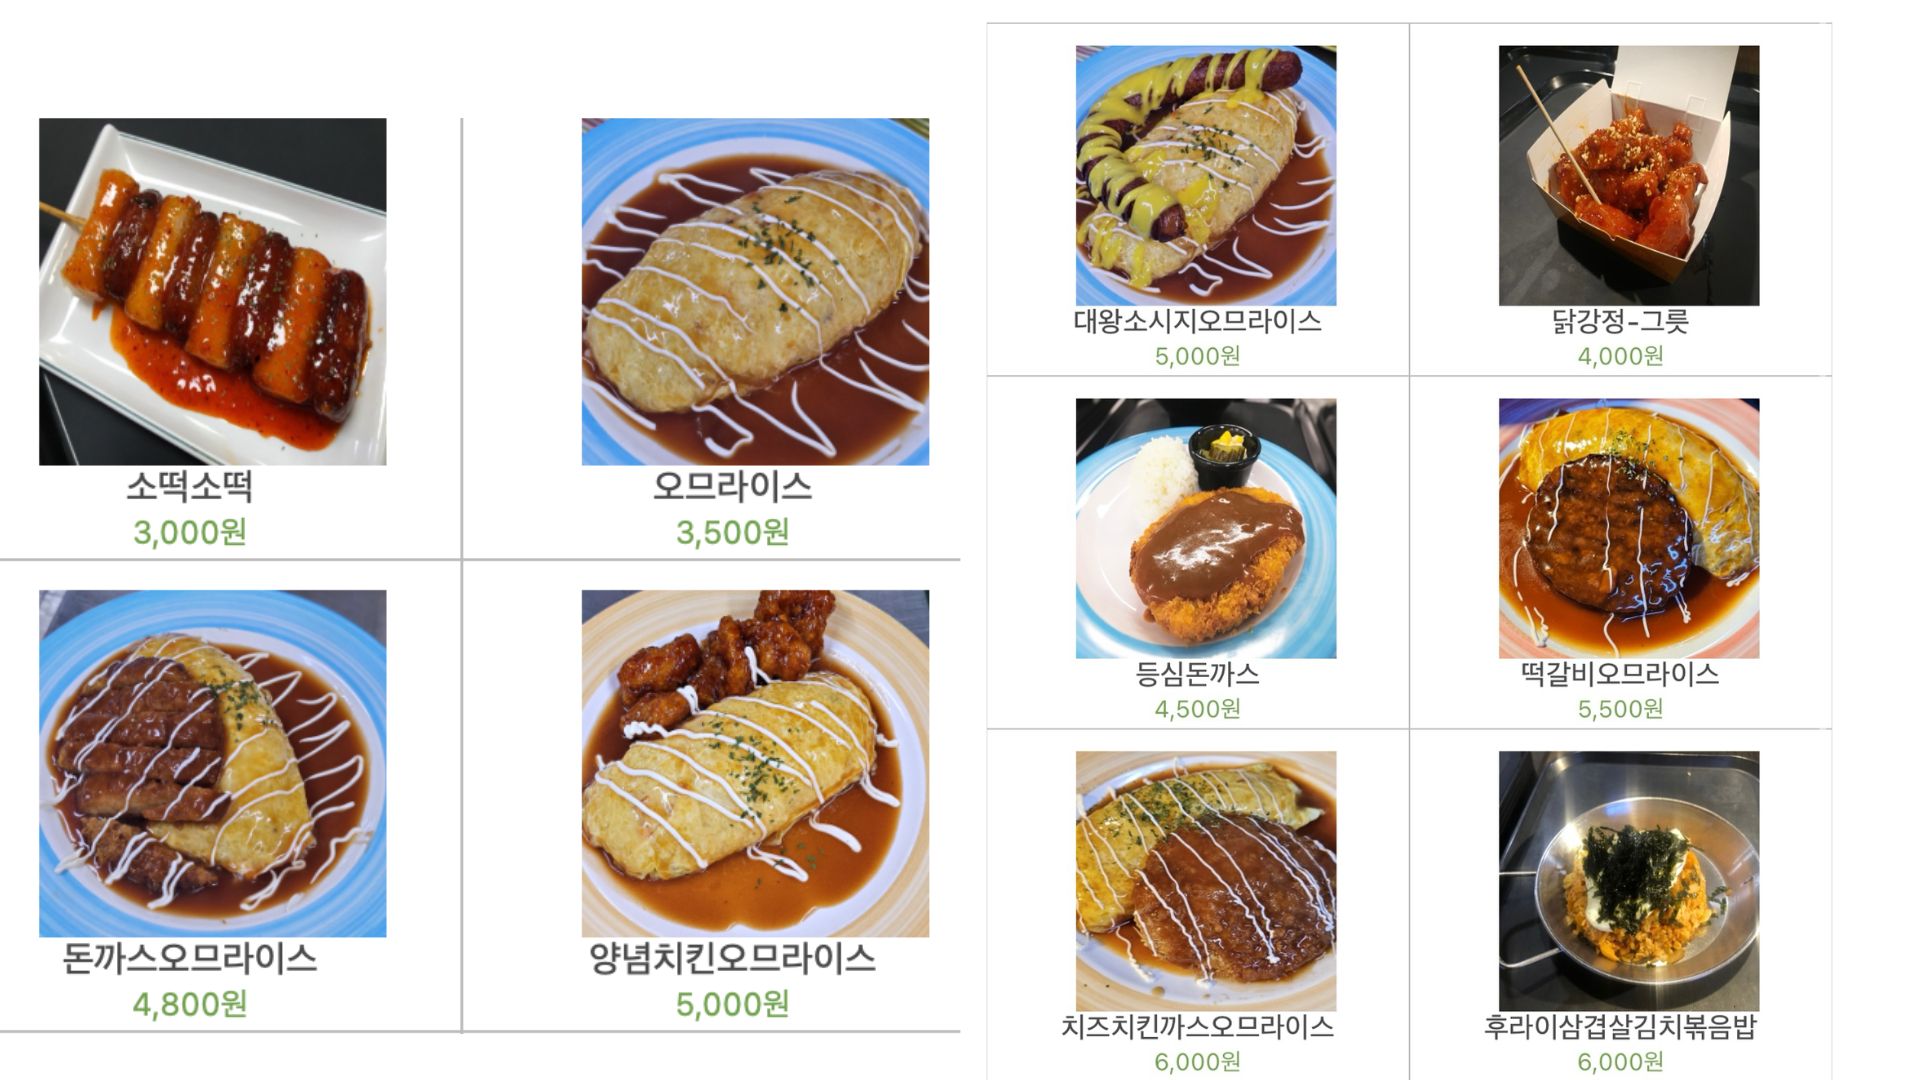 소떡소떡
3,000원
오므라이스
3,500원
돈까스오므라이스
4,800원
양념치킨오므라이스
5,000원
대왕소시지오므라이스
5,000원
닭강정-그릇
4,000원
등심돈까스
4,500원
떡갈비오므라이스
5,500원
치즈치킨까스오므라이스
6,000원
후라이삼겹살김치볶음밥
6,000원